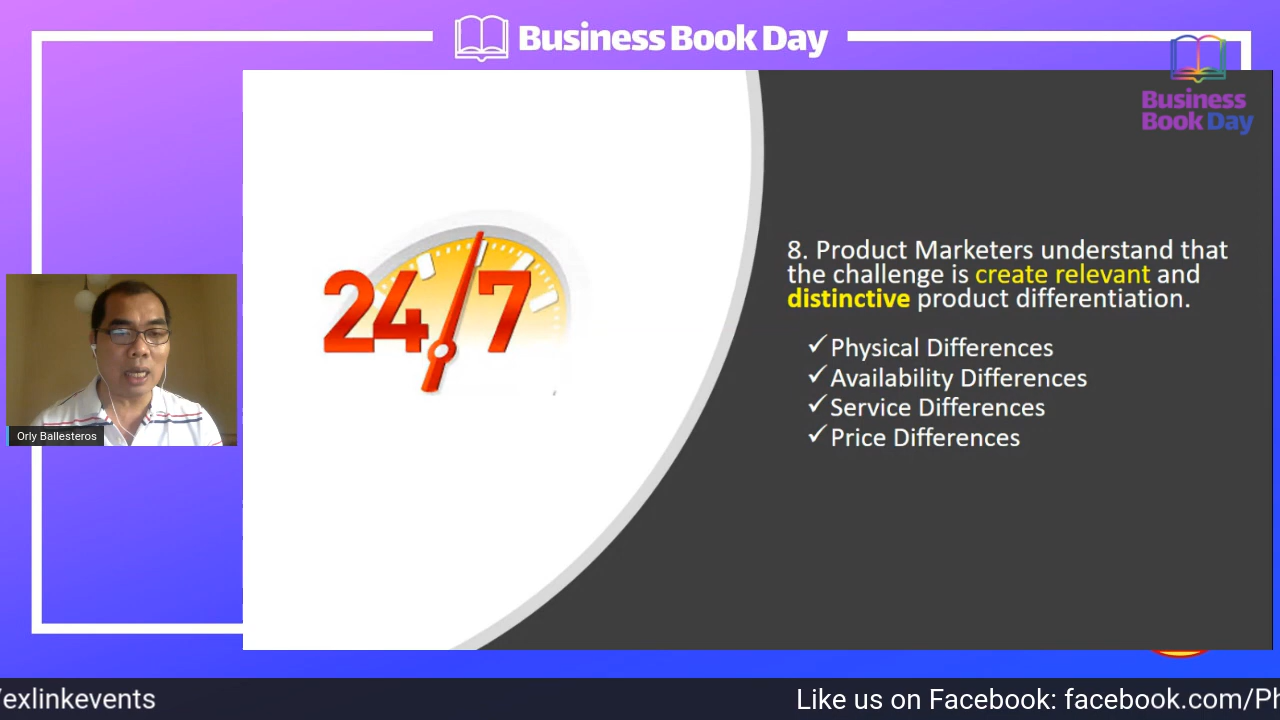 Business Book Day
Business
Book Day
24/7
8. Product Marketers understand that
the challenge is create relevant and
distinctive product differentiation.
✓Physical Differences
✓Availability Differences
✓Service Differences
✓Price Differences
Orly Ballesteros
/exlinkevents
Like us on Facebook: facebook.com/Ph